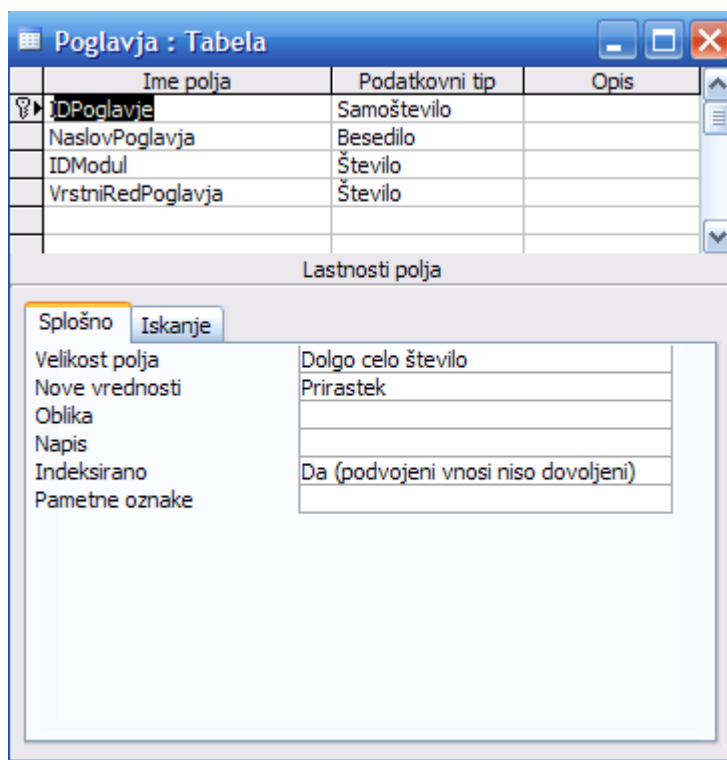 Poglavja : Tabela
Ime polja Podatkovni tip Opis
IDPoglavje Samoštevilo
NaslovPoglavja Besedilo
IDModul Število
VrstniRedPoglavja Število
Lastnosti polja
Splošno Iskanje
Velikost polja Dolgo celo število
Nove vrednosti Prirastek
Oblika
Napis
Indeksirano Da (podvojeni vnosi niso dovoljeni)
Pametne oznake